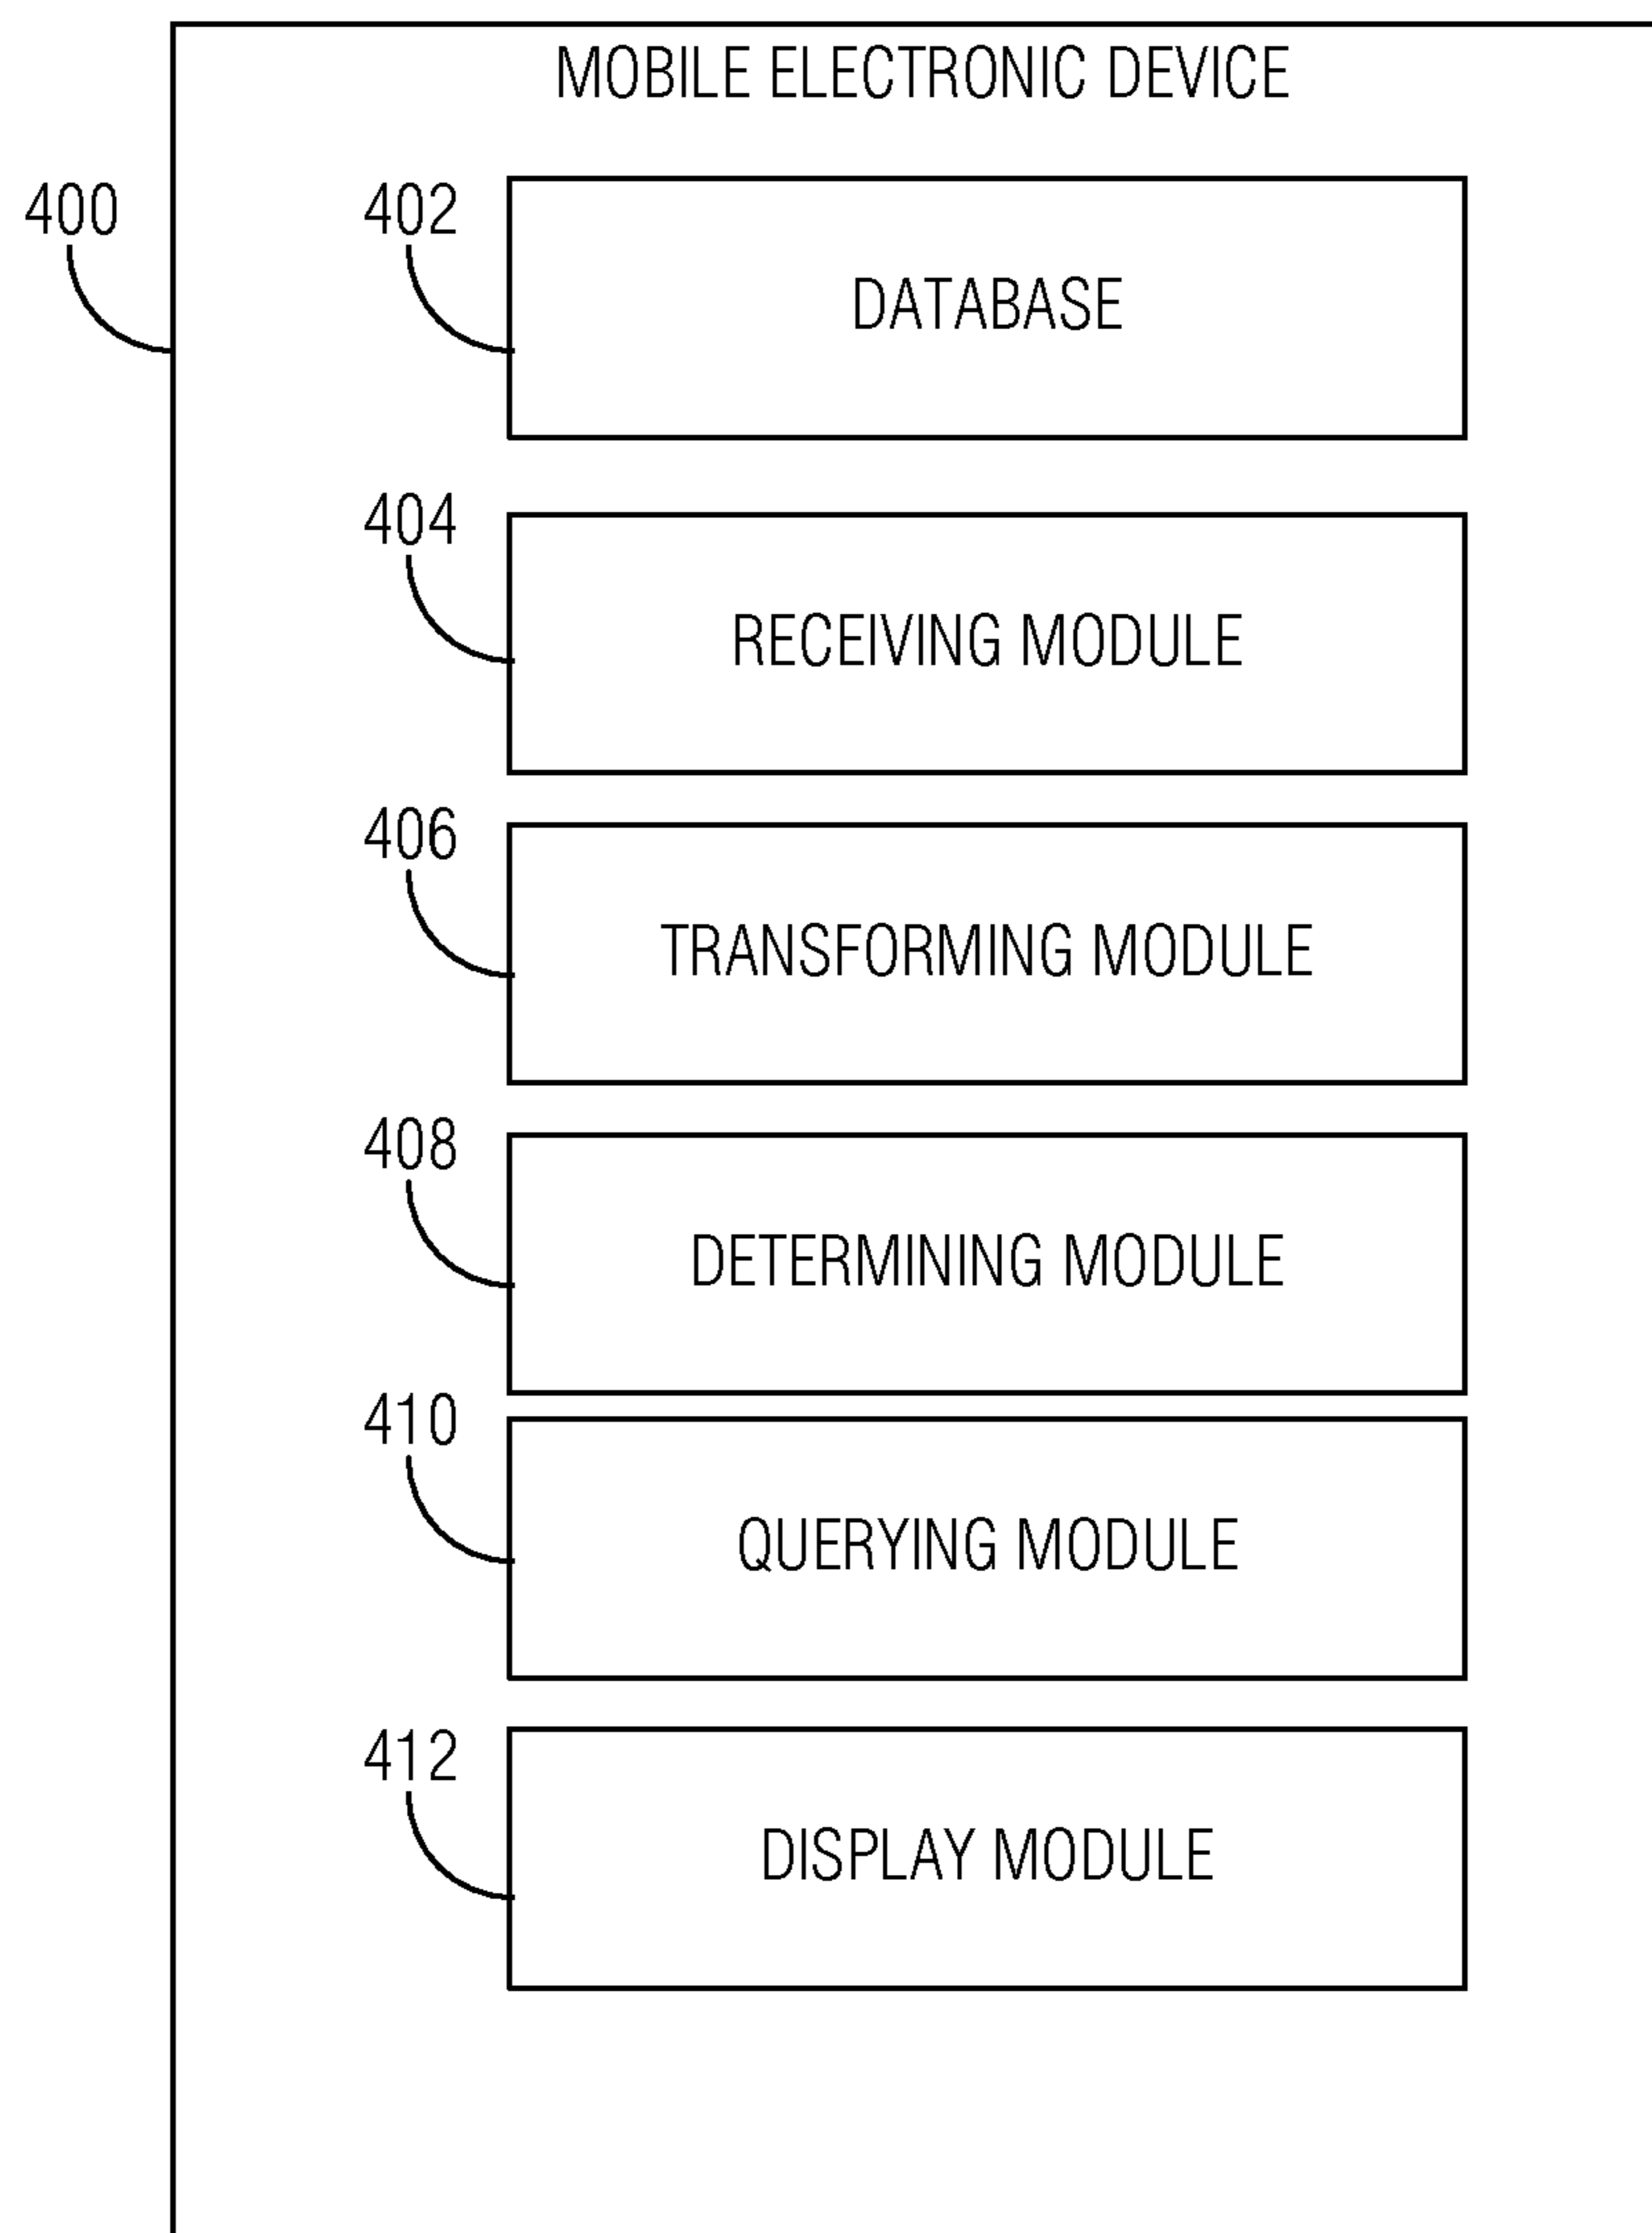 MOBILE ELECTRONIC DEVICE
400
402
DATABASE
404
RECEIVING MODULE
406
TRANSFORMING MODULE
408
DETERMINING MODULE
410
QUERYING MODULE
412
DISPLAY MODULE